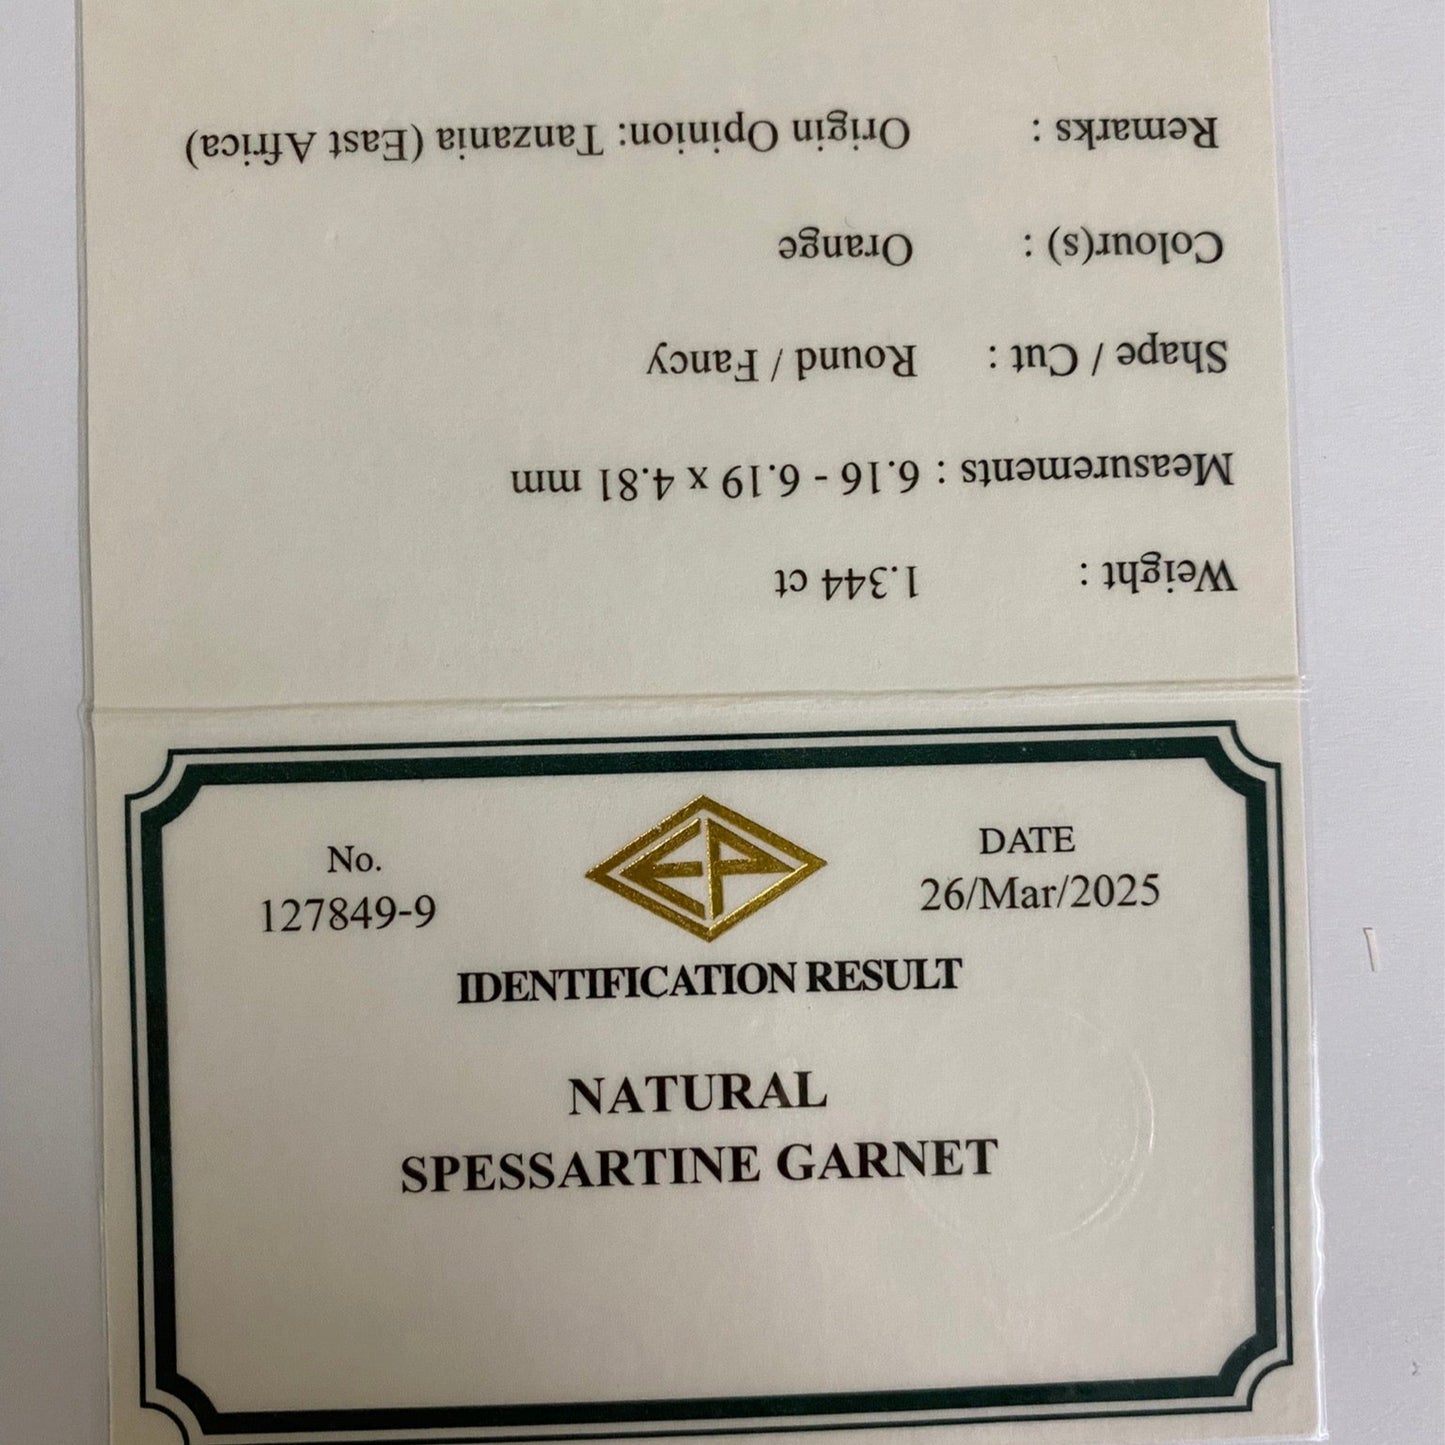 Weight : 1.344 ct
Measurements : 6.16 - 6.19 x 4.81 mm
Shape / Cut : Round / Fancy
Colour(s) : Orange
Remarks : Origin Opinion: Tanzania (East Africa)
No.
127849-9
EP
DATE
26/Mar/2025
IDENTIFICATION RESULT
NATURAL
SPESSARTINE GARNET